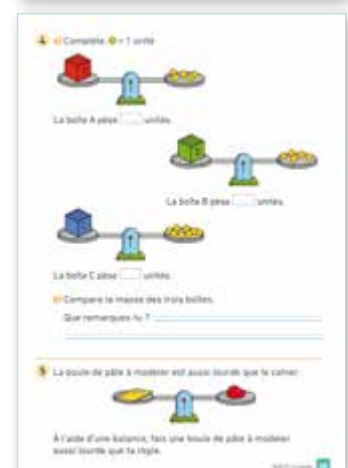 4 a) Complète. = 1 unité
La boîte A pèse unités.
La boîte B pèse unités.
La boîte C pèse unités.
b) Compare la masse des trois boîtes.
Que remarques-tu ?
5 La boule de pâte à modeler est aussi lourde que le cahier.
À l'aide d'une balance, fais une boule de pâte à modeler
aussi lourde que ta règle.